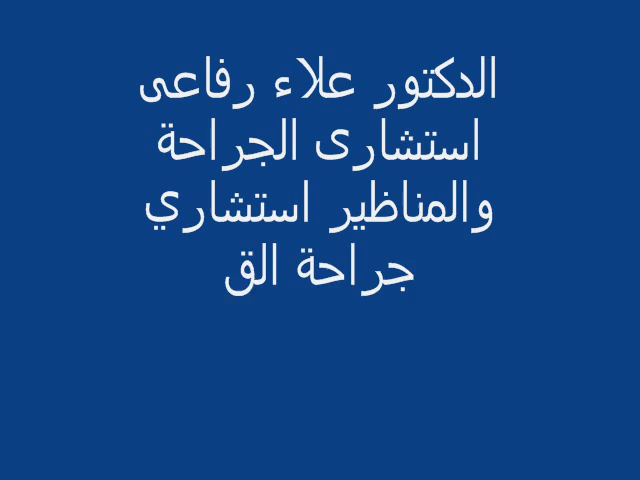 الدكتور علاء رفاعى
استشارى الجراحة
والمناظير استشاري
جراحة الق